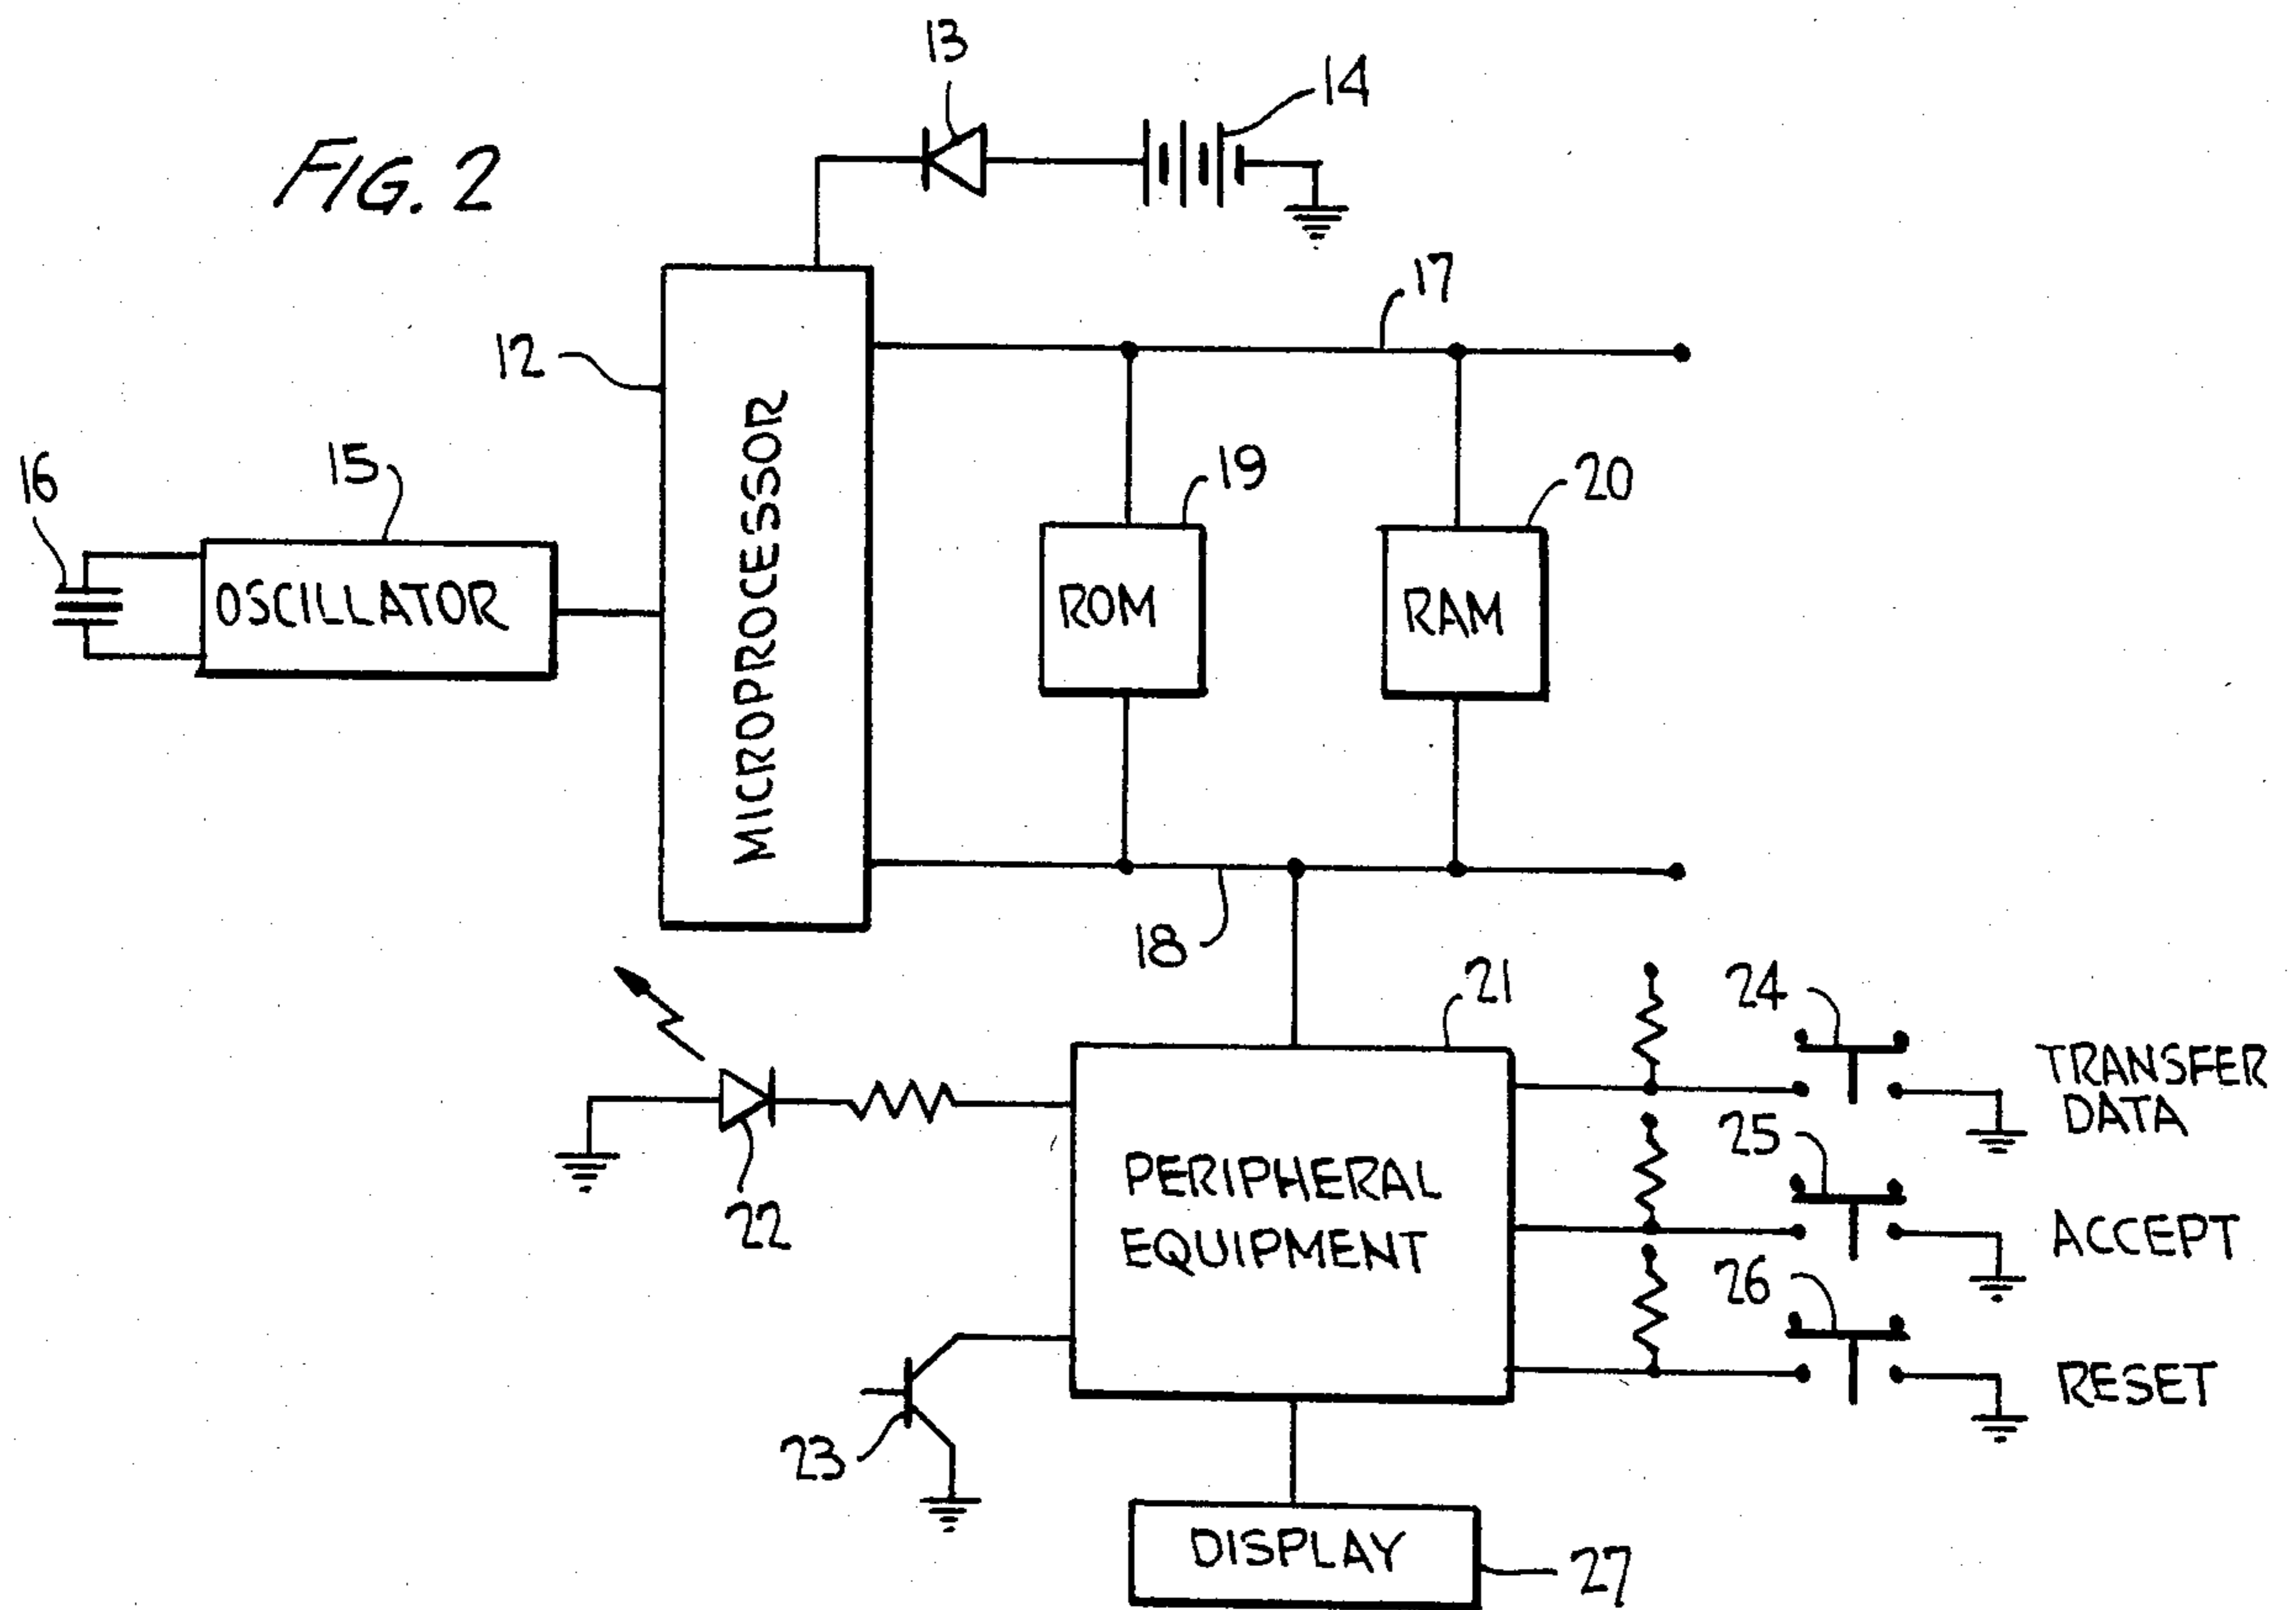 FIG. 2
13
14
17
12
MICROPROCESSOR
16
15
OSCILLATOR
19
ROM
20
RAM
18
21
24
TRANSFER
DATA
22
PERIPHERAL
EQUIPMENT
25
ACCEPT
26
RESET
23
DISPLAY
27